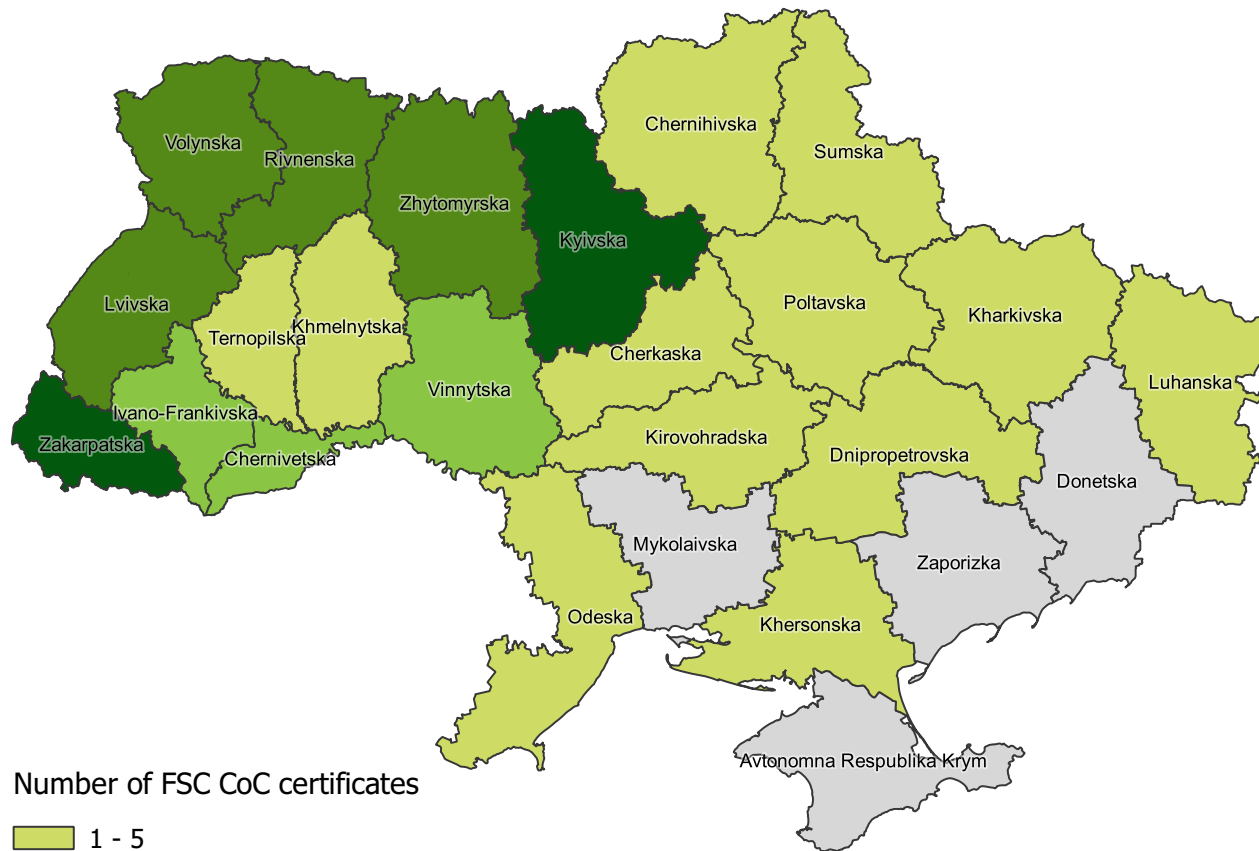 Chernihivska
Volynska
Sumska
Rivnenska
Zhytomyrska
Kyivska
Lvivska
Poltavska
Kharkivska
Ternopilska
Khmelnytska
Cherkaska
Luhanska
Vinnytska
Ivano-Frankivska
Zakarpatska
Chernivetska
Kirovohradska
Dnipropetrovska
Donetska
Mykolaivska
Zaporizka
Odeska
Khersonska
Avtonomna Respublika Krym
Number of FSC CoC certificates
1 - 5